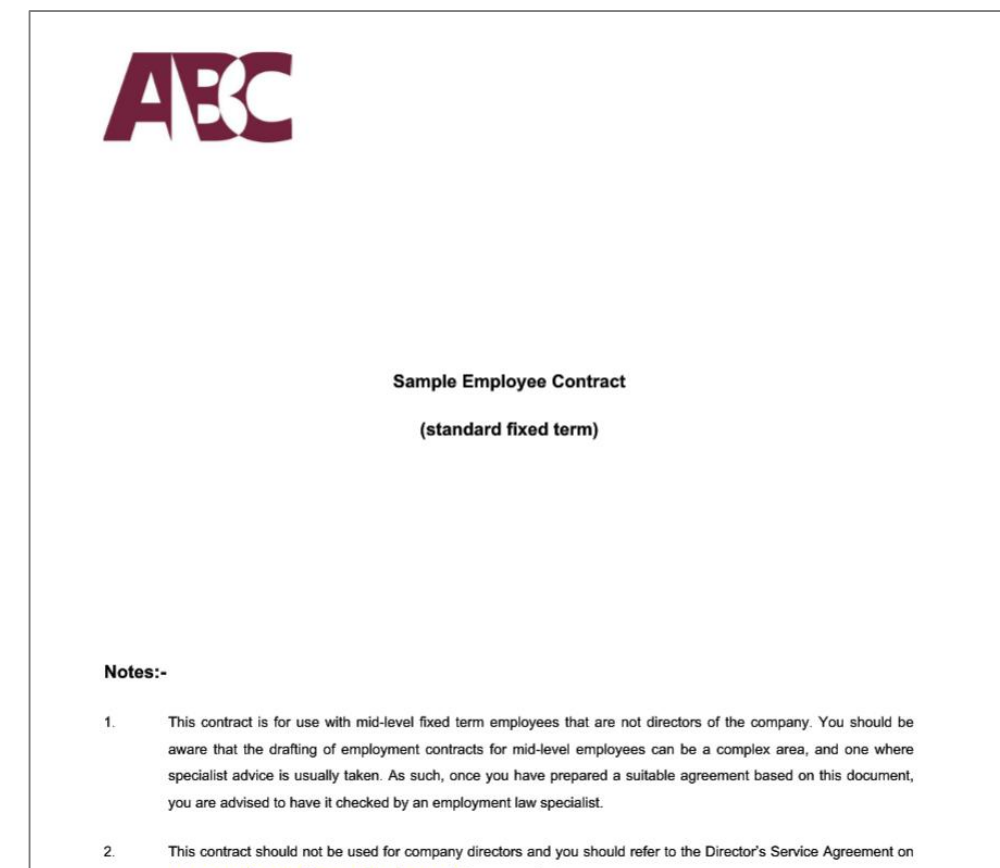 ABC
Sample Employee Contract
(standard fixed term)
Notes:-
1. This contract is for use with mid-level fixed term employees that are not directors of the company. You should be
aware that the drafting of employment contracts for mid-level employees can be a complex area, and one where
specialist advice is usually taken. As such, once you have prepared a suitable agreement based on this document,
you are advised to have it checked by an employment law specialist.
2. This contract should not be used for company directors and you should refer to the Director's Service Agreement on